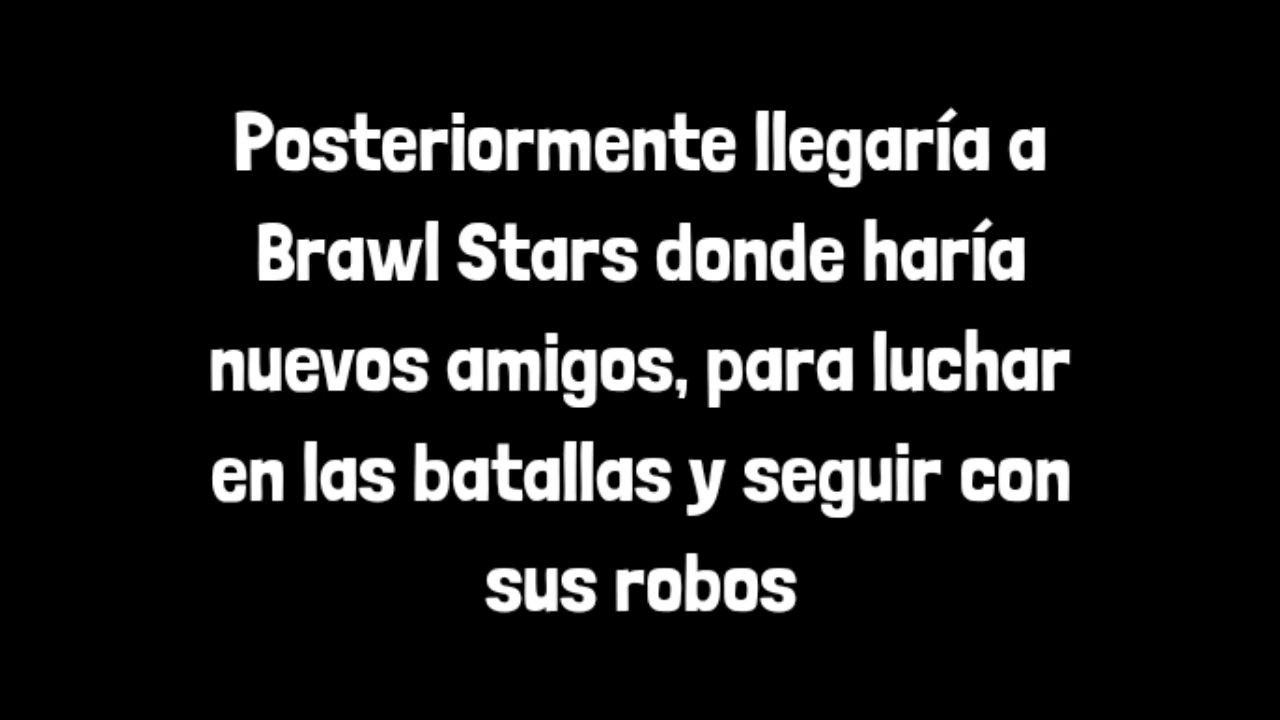 Posteriormente llegaría a
Brawl Stars donde haría
nuevos amigos, para luchar
en las batallas y seguir con
sus robos